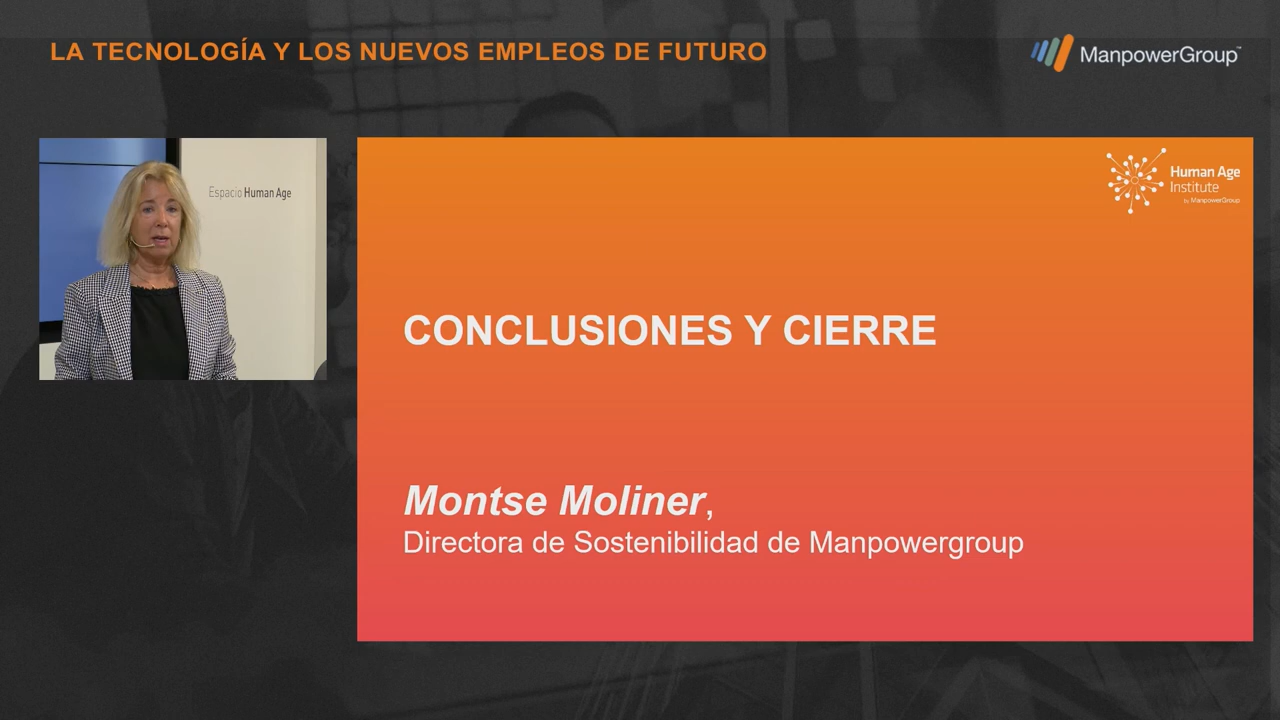 LA TECNOLOGÍA Y LOS NUEVOS EMPLEOS DE FUTURO
ManpowerGroup™
Espacio Human Age
Human Age
Institute
by ManpowerGroup
CONCLUSIONES Y CIERRE
Montse Moliner,
Directora de Sostenibilidad de Manpowergroup